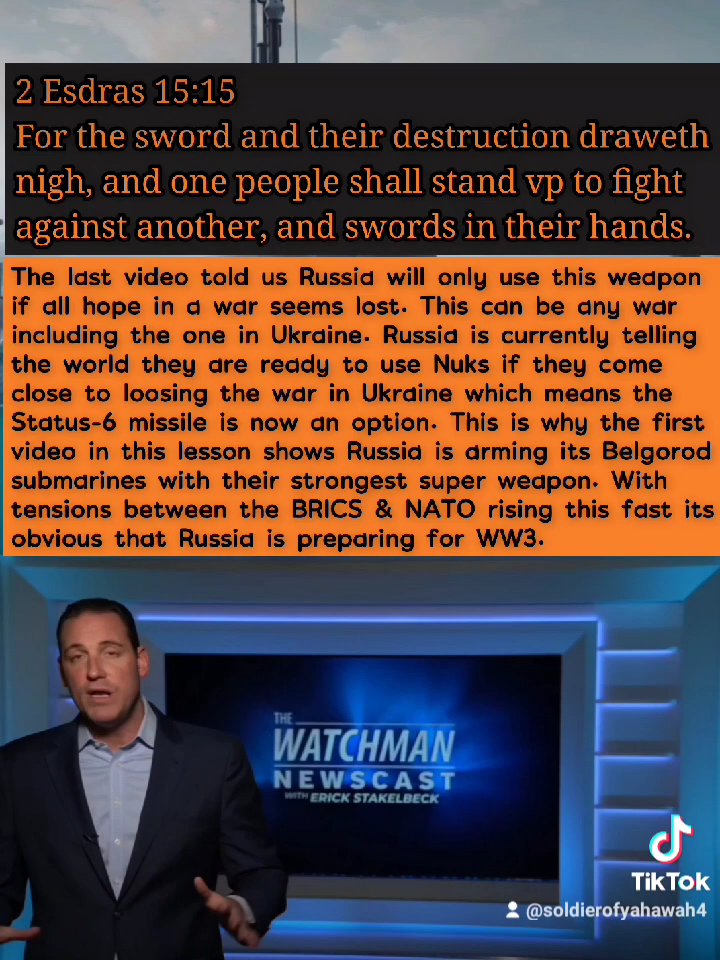 2 Esdras 15:15
For the sword and their destruction draweth
nigh, and one people shall stand vp to fight
against another, and swords in their hands.
The last video told us Russia will only use this weapon
if all hope in a war seems lost. This can be any war
including the one in Ukraine. Russia is currently telling
the world they are ready to use Nuks if they come
close to loosing the war in Ukraine which means the
Status-6 missile is now an option. This is why the first
video in this lesson shows Russia is arming its Belgorod
submarines with their strongest super weapon. With
tensions between the BRICS & NATO rising this fast its
obvious that Russia is preparing for WW3.
THE
WATCHMAN
NEWSCAST
WITH ERICK STAKELBECK
TikTok
@soldierofyahawah4